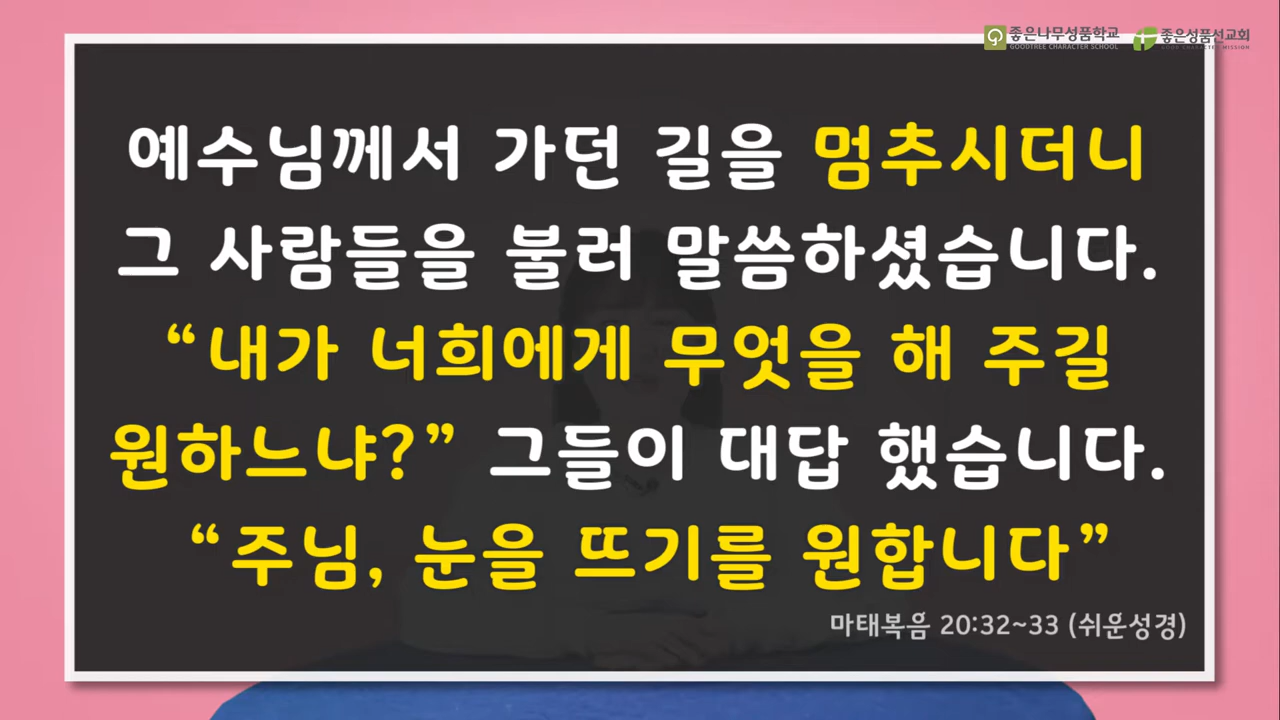 좋은나무성품학교
GOODTREE CHARACTER SCHOOL
좋은성품선교회
GOOD CHARACTER MISSION
예수님께서 가던 길을 멈추시더니
그 사람들을 불러 말씀하셨습니다.
“내가 너희에게 무엇을 해 주길
원하느냐?” 그들이 대답 했습니다.
“주님, 눈을 뜨기를 원합니다”
마태복음 20:32~33 (쉬운성경)